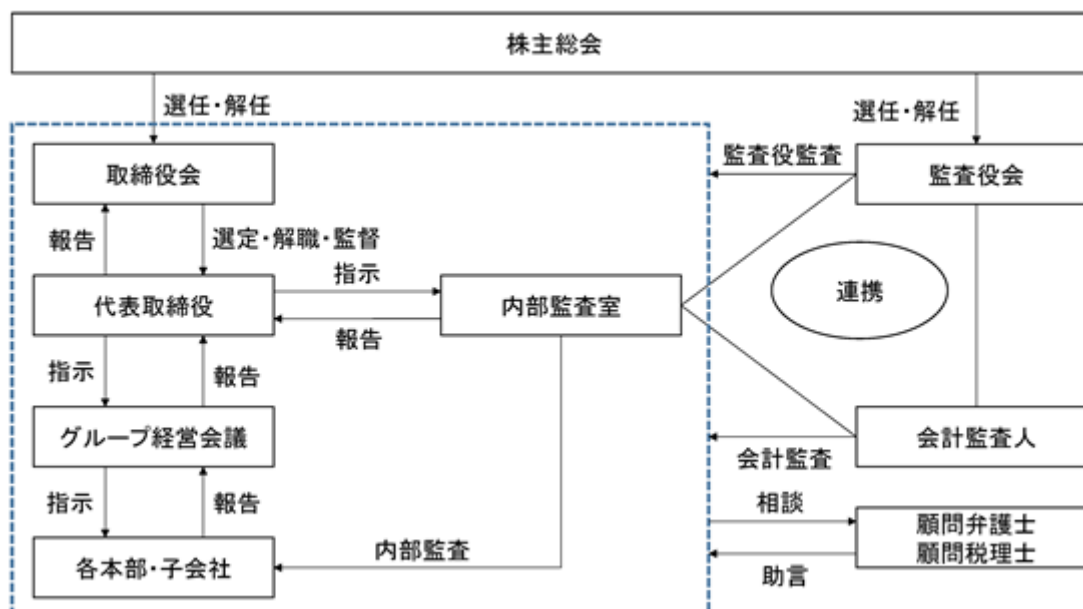 株主総会
選任・解任
選任・解任
取締役会
監査役監査
監査役会
報告
選定・解職・監督
代表取締役
指示
報告
内部監査室
連携
指示
報告
グループ経営会議
会計監査
会計監査人
指示
報告
相談
顧問弁護士
顧問税理士
助言
内部監査
各本部・子会社